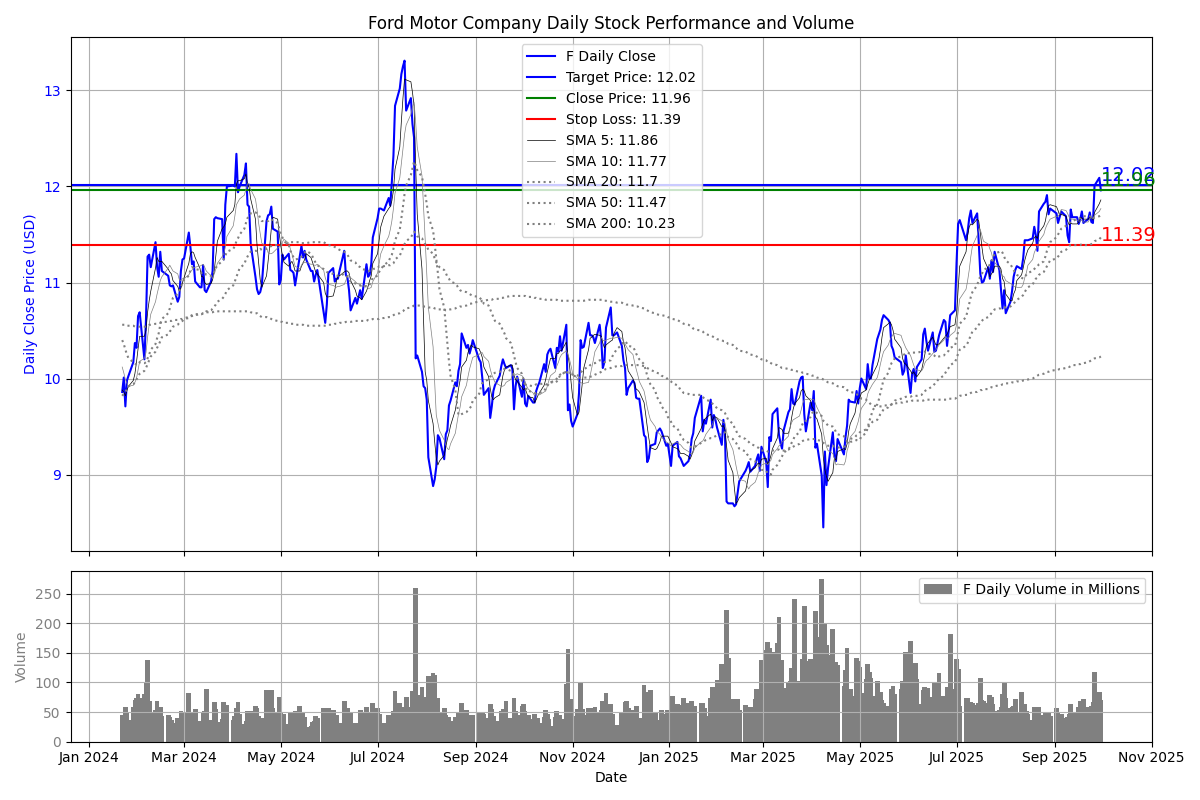 Ford Motor Company Daily Stock Performance and Volume
Daily Close Price (USD)
13
12
11
10
9
F Daily Close
Target Price: 12.02
Close Price: 11.96
Stop Loss: 11.39
SMA 5: 11.86
SMA 10: 11.77
SMA 20: 11.7
SMA 50: 11.47
SMA 200: 10.23
12.02
11.96
11.39
Volume
250
200
150
100
50
0
F Daily Volume in Millions
Jan 2024 Mar 2024 May 2024 Jul 2024 Sep 2024 Nov 2024 Jan 2025 Mar 2025 May 2025 Jul 2025 Sep 2025 Nov 2025
Date